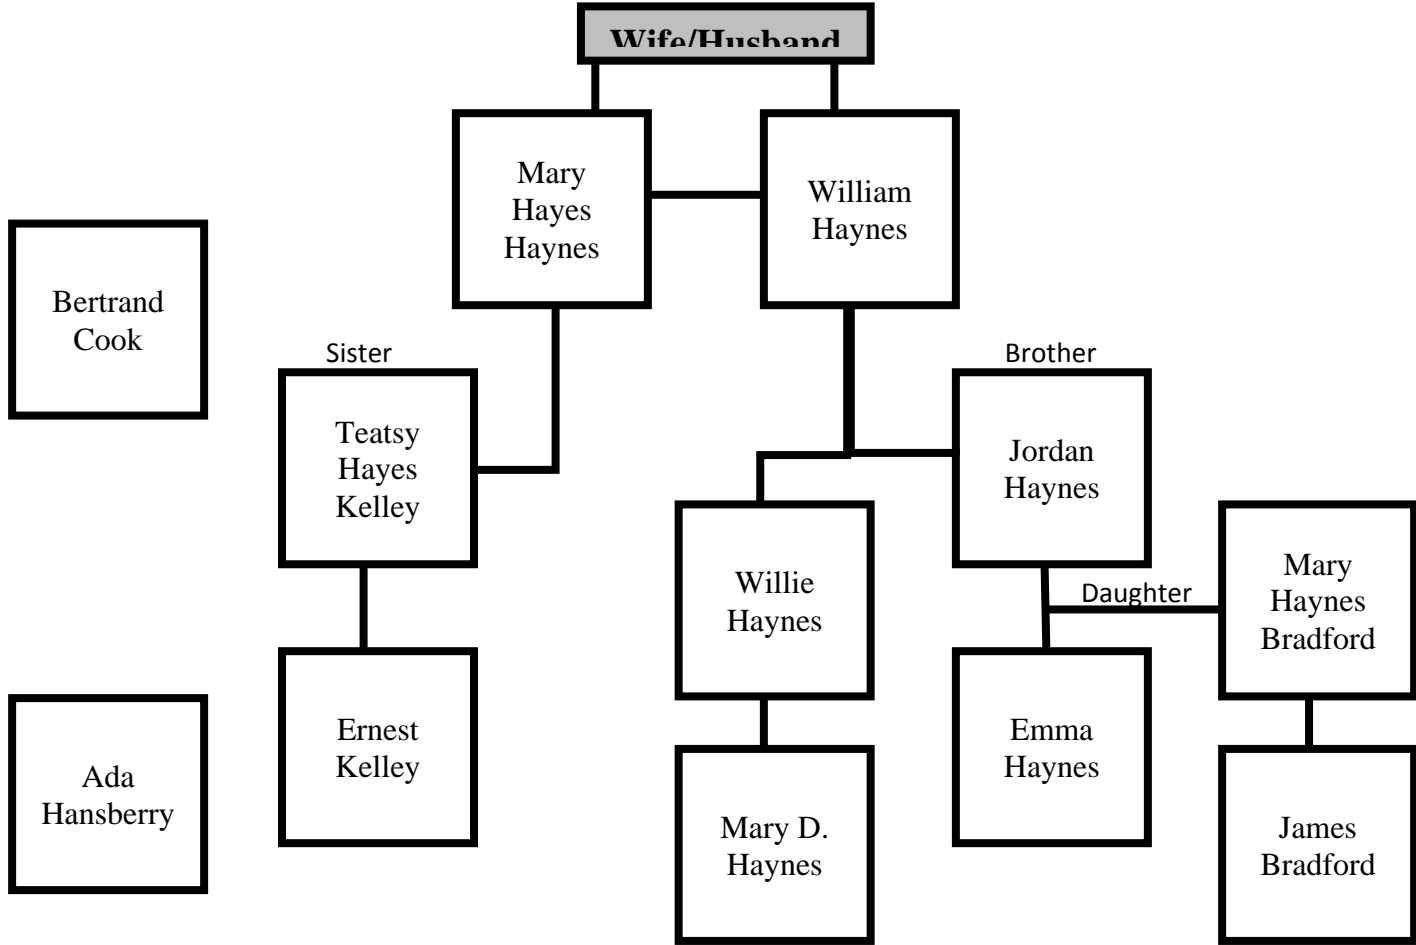 Wife/Husband
Mary
Hayes
Haynes
William
Haynes
Bertrand
Cook
Sister
Teatsy
Hayes
Kelley
Brother
Jordan
Haynes
Willie
Haynes
Daughter
Mary
Haynes
Bradford
Ernest
Kelley
Emma
Haynes
Ada
Hansberry
Mary D.
Haynes
James
Bradford